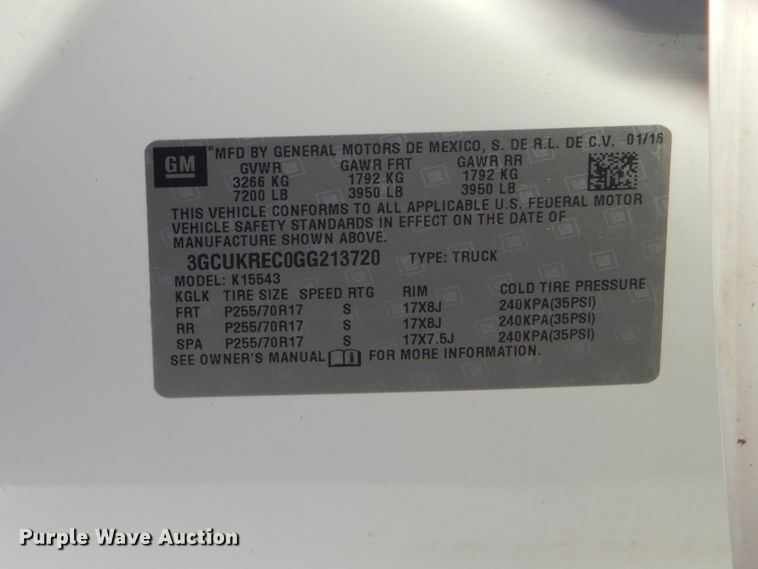 GM *MFD BY GENERAL MOTORS DE MEXICO, S. DE R.L. DE C.V. 01/16
GVWR GAWR FRT GAWR RR
3266 KG 1792 KG 1792 KG
7200 LB 3950 LB 3950 LB
THIS VEHICLE CONFORMS TO ALL APPLICABLE U.S. FEDERAL MOTOR
VEHICLE SAFETY STANDARDS IN EFFECT ON THE DATE OF
MANUFACTURE SHOWN ABOVE.
3GCUKREC0GG213720 TYPE: TRUCK
MODEL: K15543
KGLK TIRE SIZE SPEED RTG RIM COLD TIRE PRESSURE
FRT P255/70R17 S 17X8J 240KPA(35PSI)
RR P255/70R17 S 17X8J 240KPA(35PSI)
SPA P255/70R17 S 17X7.5J 240KPA(35PSI)
SEE OWNER'S MANUAL FOR MORE INFORMATION.
Purple Wave Auction